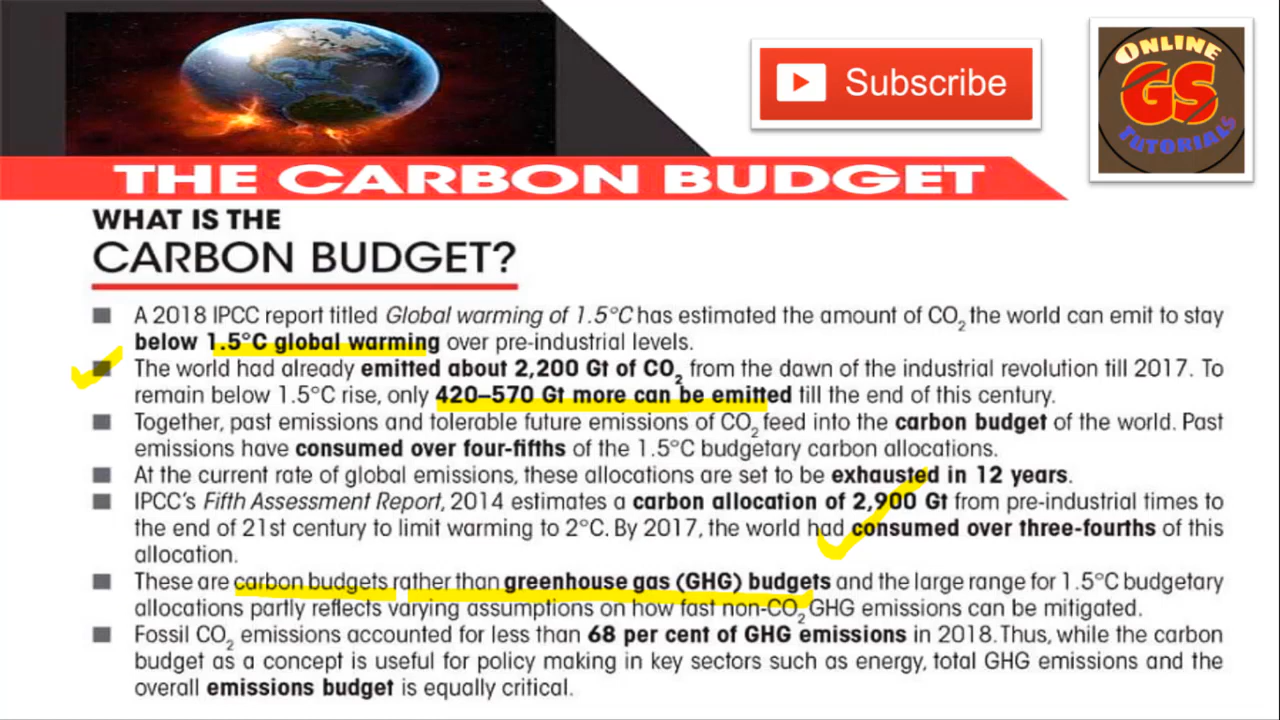 Subscribe
ONLINE
GS
TUTORIALS
THE CARBON BUDGET
WHAT IS THE
CARBON BUDGET?
A 2018 IPCC report titled Global warming of 1.5°C has estimated the amount of CO2 the world can emit to stay
below 1.5°C global warming over pre-industrial levels.
The world had already emitted about 2,200 Gt of CO2 from the dawn of the industrial revolution till 2017. To
remain below 1.5°C rise, only 420–570 Gt more can be emitted till the end of this century.
Together, past emissions and tolerable future emissions of CO2 feed into the carbon budget of the world. Past
emissions have consumed over four-fifths of the 1.5°C budgetary carbon allocations.
At the current rate of global emissions, these allocations are set to be exhausted in 12 years.
IPCC's Fifth Assessment Report, 2014 estimates a carbon allocation of 2,900 Gt from pre-industrial times to
the end of 21st century to limit warming to 2°C. By 2017, the world had consumed over three-fourths of this
allocation.
These are carbon budgets rather than greenhouse gas (GHG) budgets and the large range for 1.5°C budgetary
allocations partly reflects varying assumptions on how fast non-CO2 GHG emissions can be mitigated.
Fossil CO2 emissions accounted for less than 68 per cent of GHG emissions in 2018. Thus, while the carbon
budget as a concept is useful for policy making in key sectors such as energy, total GHG emissions and the
overall emissions budget is equally critical.